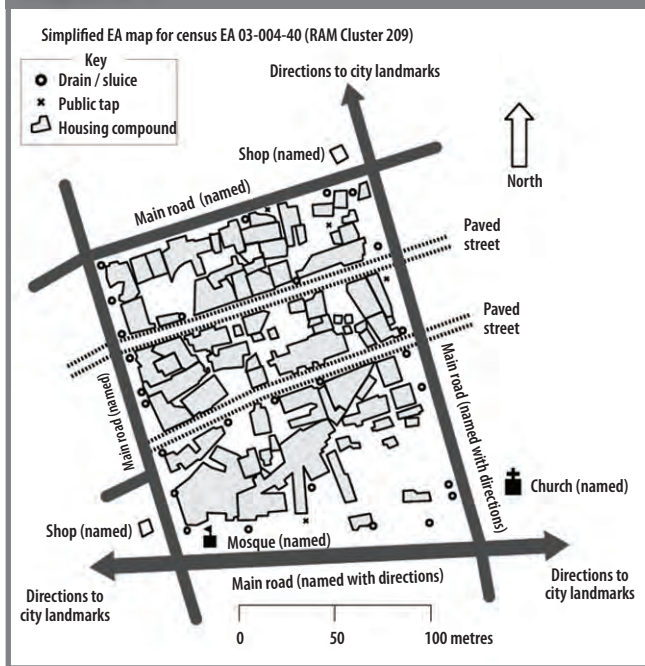 Simplified EA map for census EA 03-004-40 (RAM Cluster 209)
Key
Drain / sluice
Public tap
Housing compound
Directions to city landmarks
Shop (named)
North
Main road (named)
Paved
street
Paved
street
Main road (named)
Main road (named with directions)
Church (named)
Shop (named)
Mosque (named)
Directions to
city landmarks
Main road (named with directions)
Directions to
city landmarks
0 50 100 metres